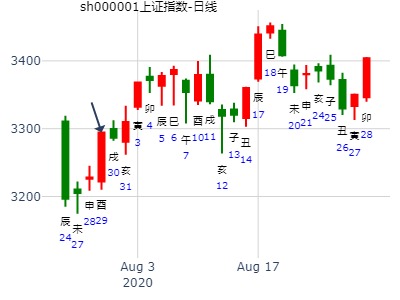 sh000001上证指数-日线
3400
3300
3200
辰
24
未
27
申
28
酉
29
戌
30
亥
31
寅
3
卯
4
辰
5
巳
6
午
7
酉
10
戌
11
亥
12
子
13
丑
14
辰
17
巳
18
午
19
未
20
申
21
亥
24
子
25
丑
26
寅
27
卯
28
Aug 3
2020
Aug 17